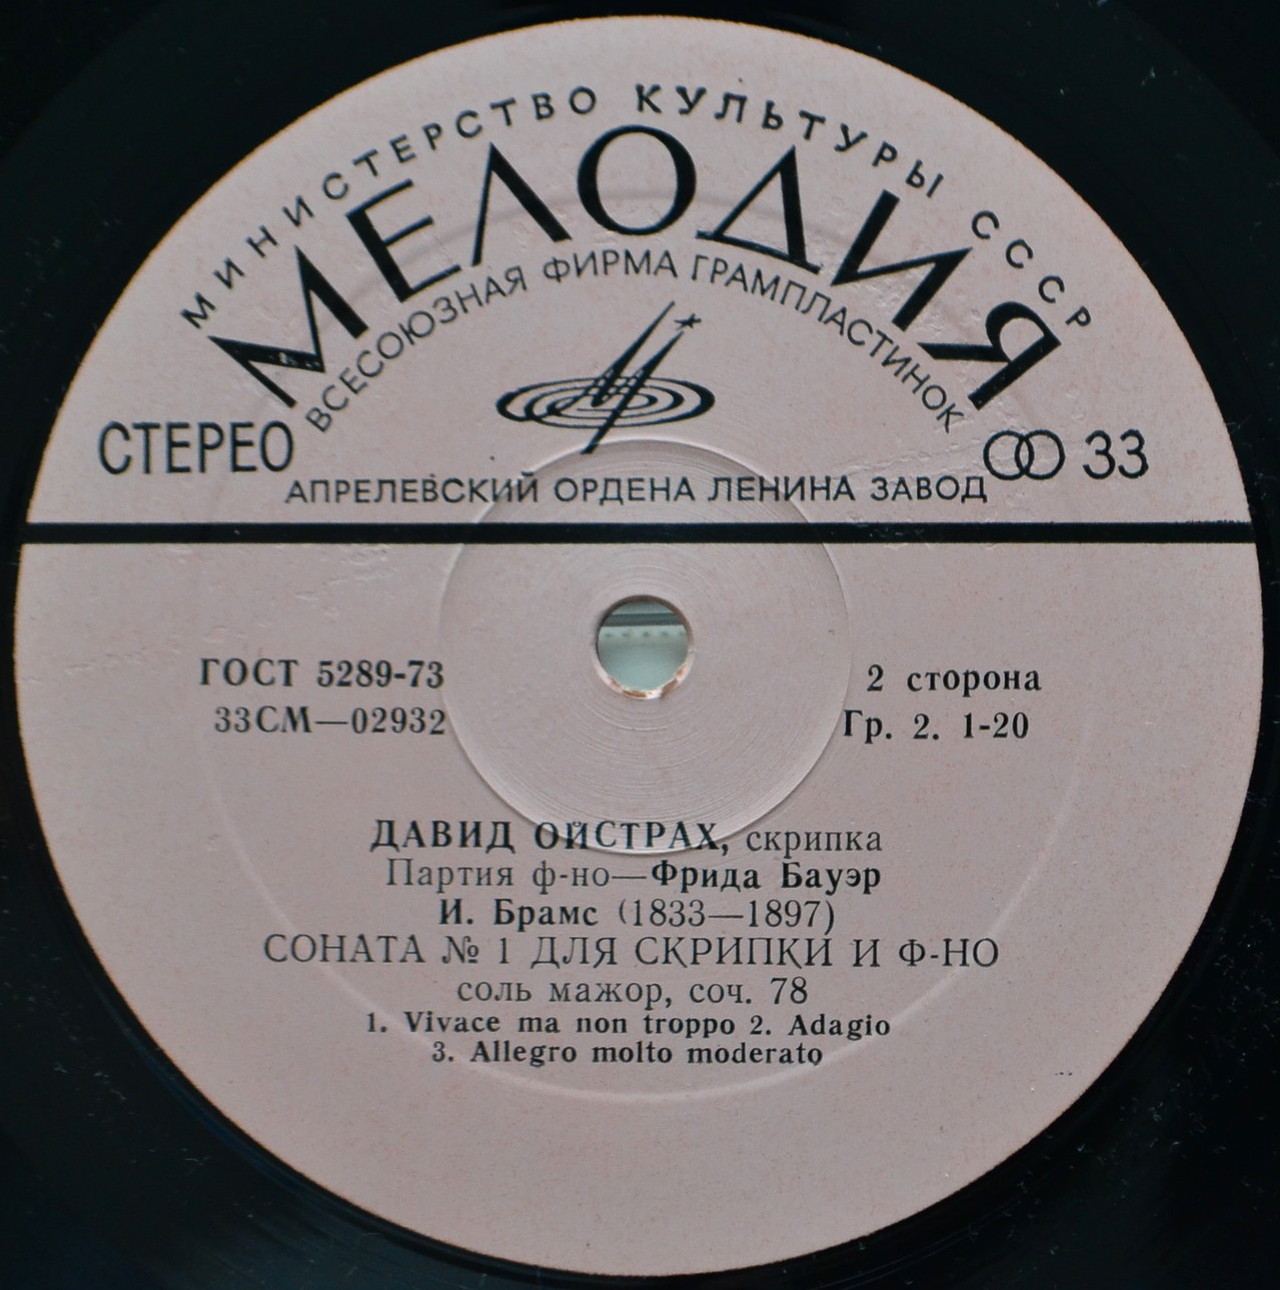 МИНИСТЕРСТВО КУЛЬТУРЫ СССР
МЕЛОДИЯ
ВСЕСОЮЗНАЯ ФИРМА ГРАМПЛАСТИНОК
СТЕРЕО
33
АПРЕЛЕВСКИЙ ОРДЕНА ЛЕНИНА ЗАВОД
ГОСТ 5289-73
2 сторона
33СМ—02932
Гр. 2. 1-20
ДАВИД ОЙСТРАХ, скрипка
Партия ф-но—Фрида Бауэр
И. Брамс (1833—1897)
СОНАТА № 1 ДЛЯ СКРИПКИ И Ф-НО
соль мажор, соч. 78
1. Vivace ma non troppo 2. Adagio
3. Allegro molto moderato